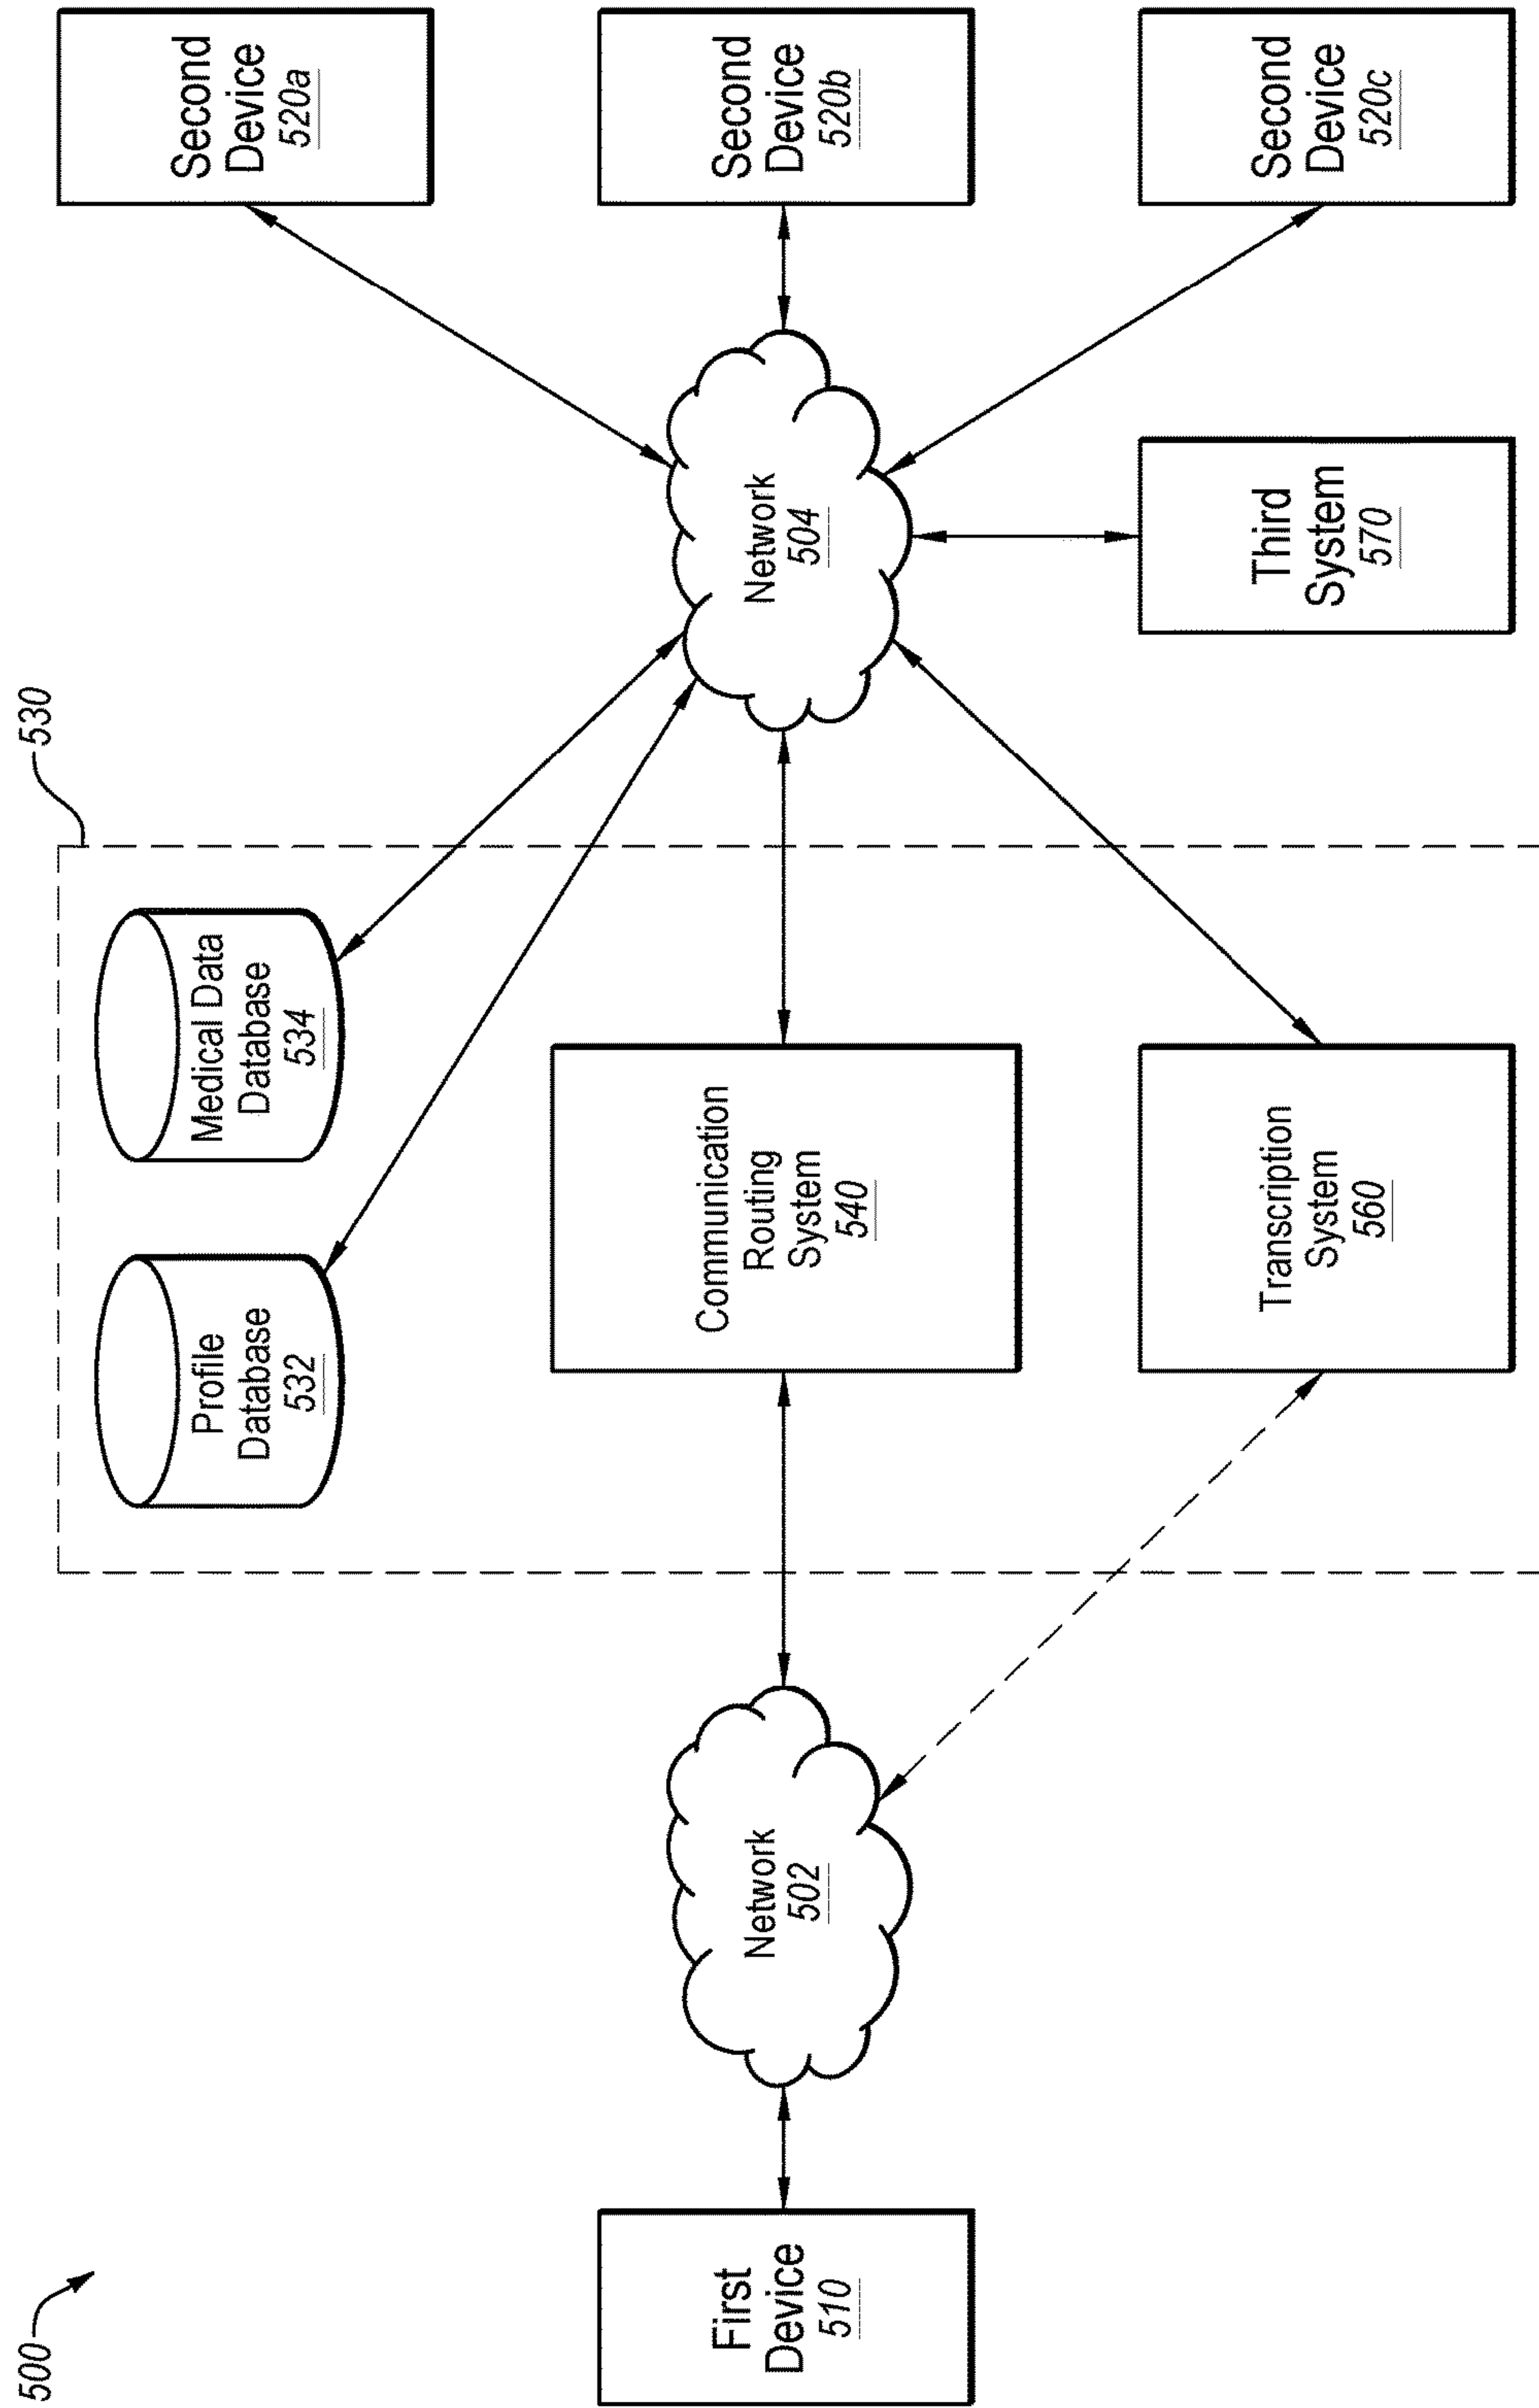 500
530
Profile
Database
532
Medical Data
Database
534
Second
Device
520a
First
Device
510
Network
502
Communication
Routing
System
540
Network
504
Second
Device
520b
Transcription
System
560
Third
System
570
Second
Device
520c